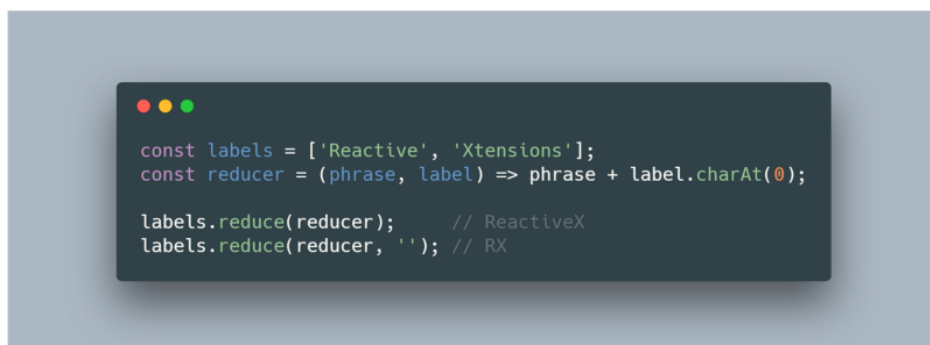 const labels = ['Reactive', 'Xtensions'];
const reducer = (phrase, label) => phrase + label.charAt(0);
labels.reduce(reducer);     // ReactiveX
labels.reduce(reducer, ''); // RX